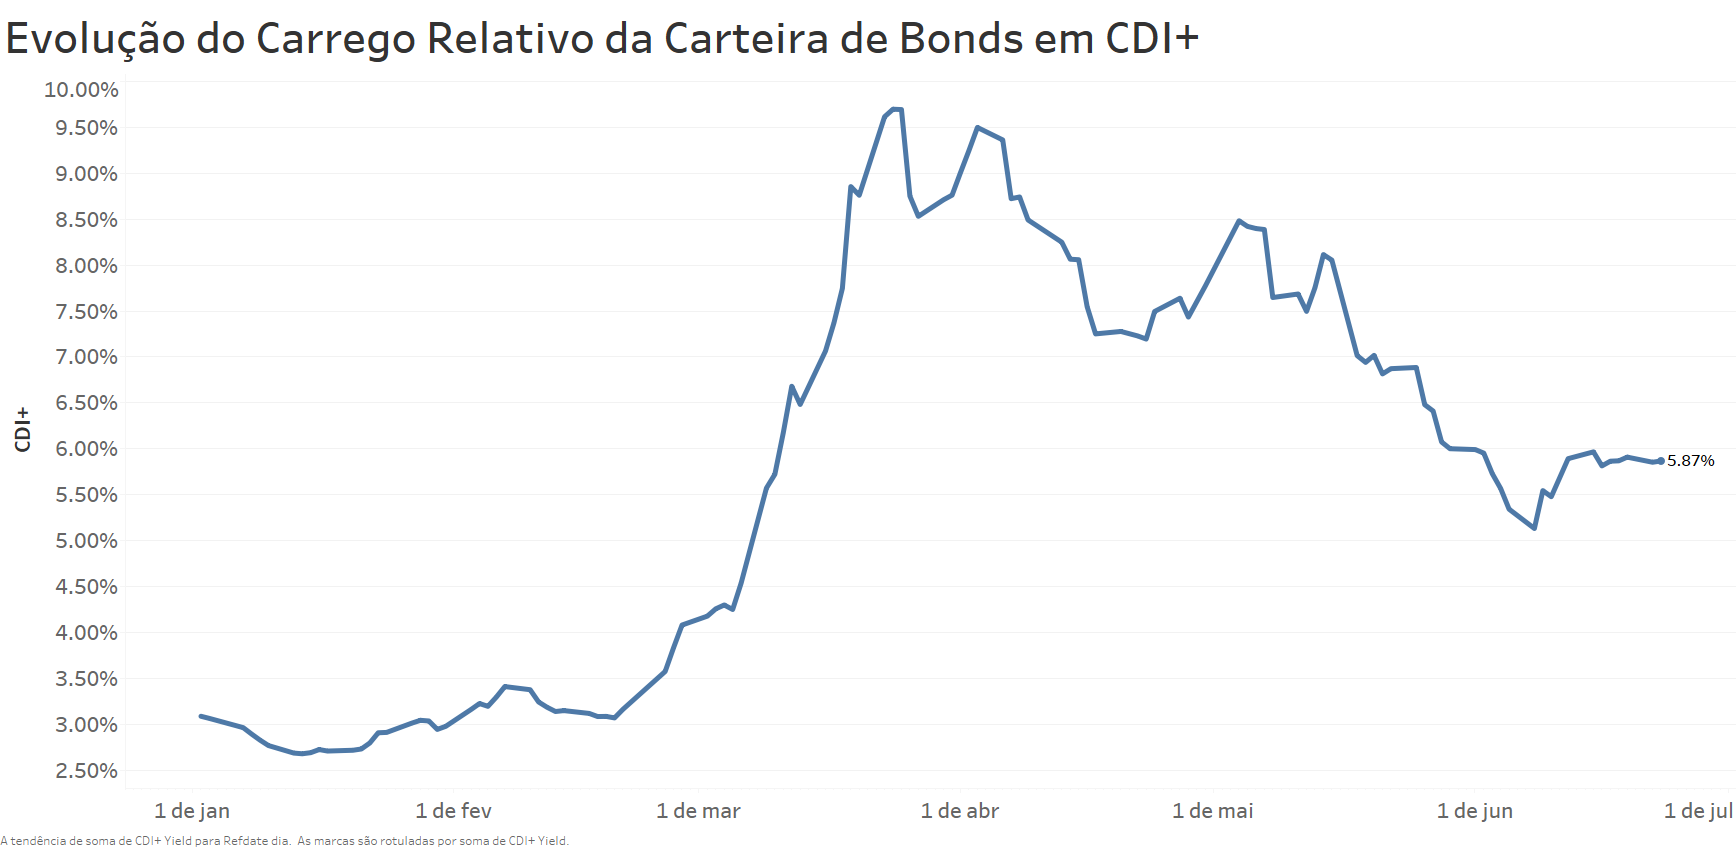 Evolução do Carrego Relativo da Carteira de Bonds em CDI+
10.00%
9.50%
9.00%
8.50%
8.00%
7.50%
7.00%
6.50%
6.00%
5.50%
5.00%
4.50%
4.00%
3.50%
3.00%
2.50%
CDI+
5.87%
1 de jan
1 de fev
1 de mar
1 de abr
1 de mai
1 de jun
1 de jul
A tendência de soma de CDI+ Yield para Refdate dia. As marcas são rotuladas por soma de CDI+ Yield.